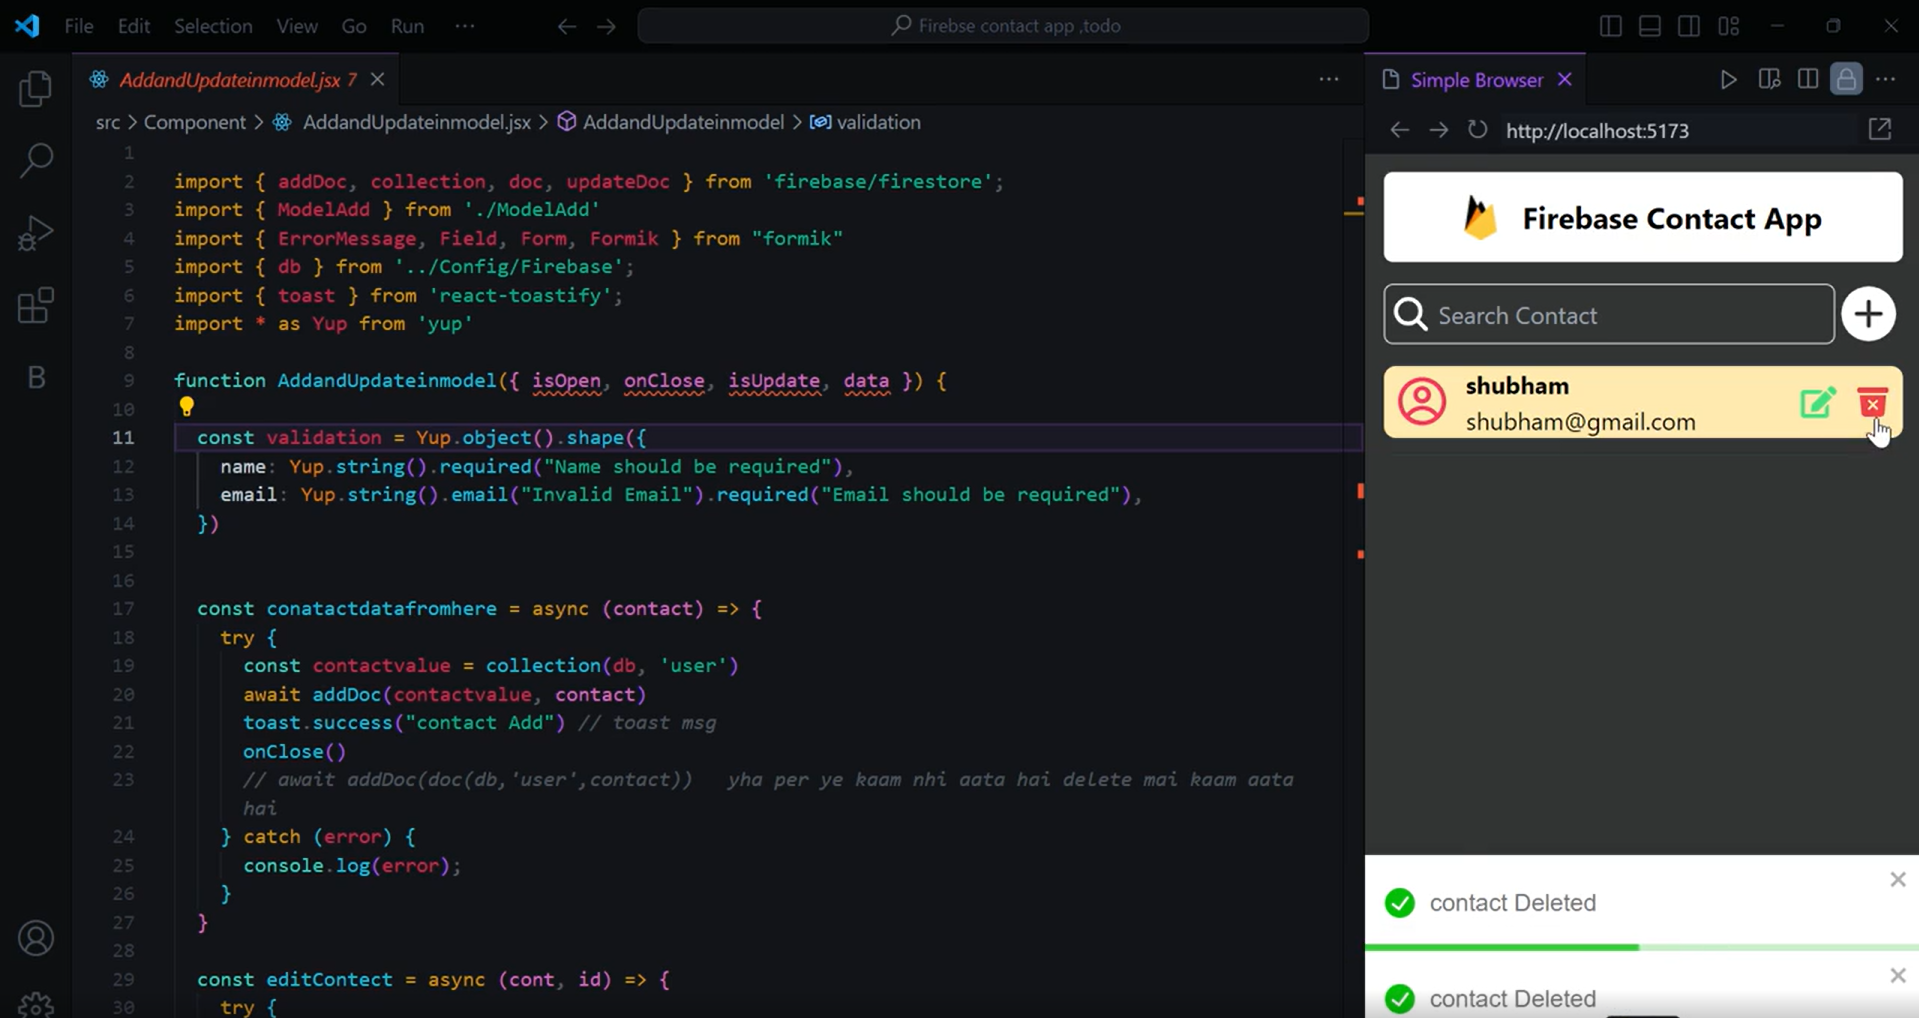 File Edit Selection View Go Run ··· Firebse contact app ,todo
AddandUpdateinmodel.jsx 7
src > Component > AddandUpdateinmodel.jsx > AddandUpdateinmodel > validation
1
2 import { addDoc, collection, doc, updateDoc } from 'firebase/firestore';
3 import { ModelAdd } from './ModelAdd'
4 import { ErrorMessage, Field, Form, Formik } from "formik"
5 import { db } from '../Config/Firebase';
6 import { toast } from 'react-toastify';
7 import * as Yup from 'yup'
8
9 function AddandUpdateinmodel({ isOpen, onClose, isUpdate, data }) {
10
11 const validation = Yup.object().shape({
12 name: Yup.string().required("Name should be required"),
13 email: Yup.string().email("Invalid Email").required("Email should be required"),
14 })
15
16
17 const conatactdatafromhere = async (contact) => {
18 try {
19 const contactvalue = collection(db, 'user')
20 await addDoc(contactvalue, contact)
21 toast.success("contact Add") // toast msg
22 onClose()
23 // await addDoc(doc(db,'user',contact)) yha per ye kaam nhi aata hai delete mai kaam aata
hai
24 } catch (error) {
25 console.log(error);
26 }
27 }
28
29 const editContect = async (cont, id) => {
30 try {
B
Simple Browser
http://localhost:5173
Firebase Contact App
Search Contact
shubham
shubham@gmail.com
contact Deleted
contact Deleted